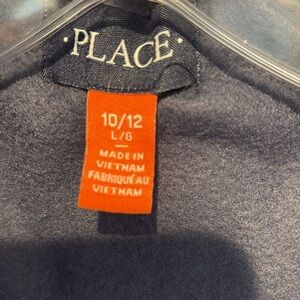 ·PLACE·
10/12
L/G
MADE IN
VIETNAM
FABRIQUÉ AU
VIETNAM